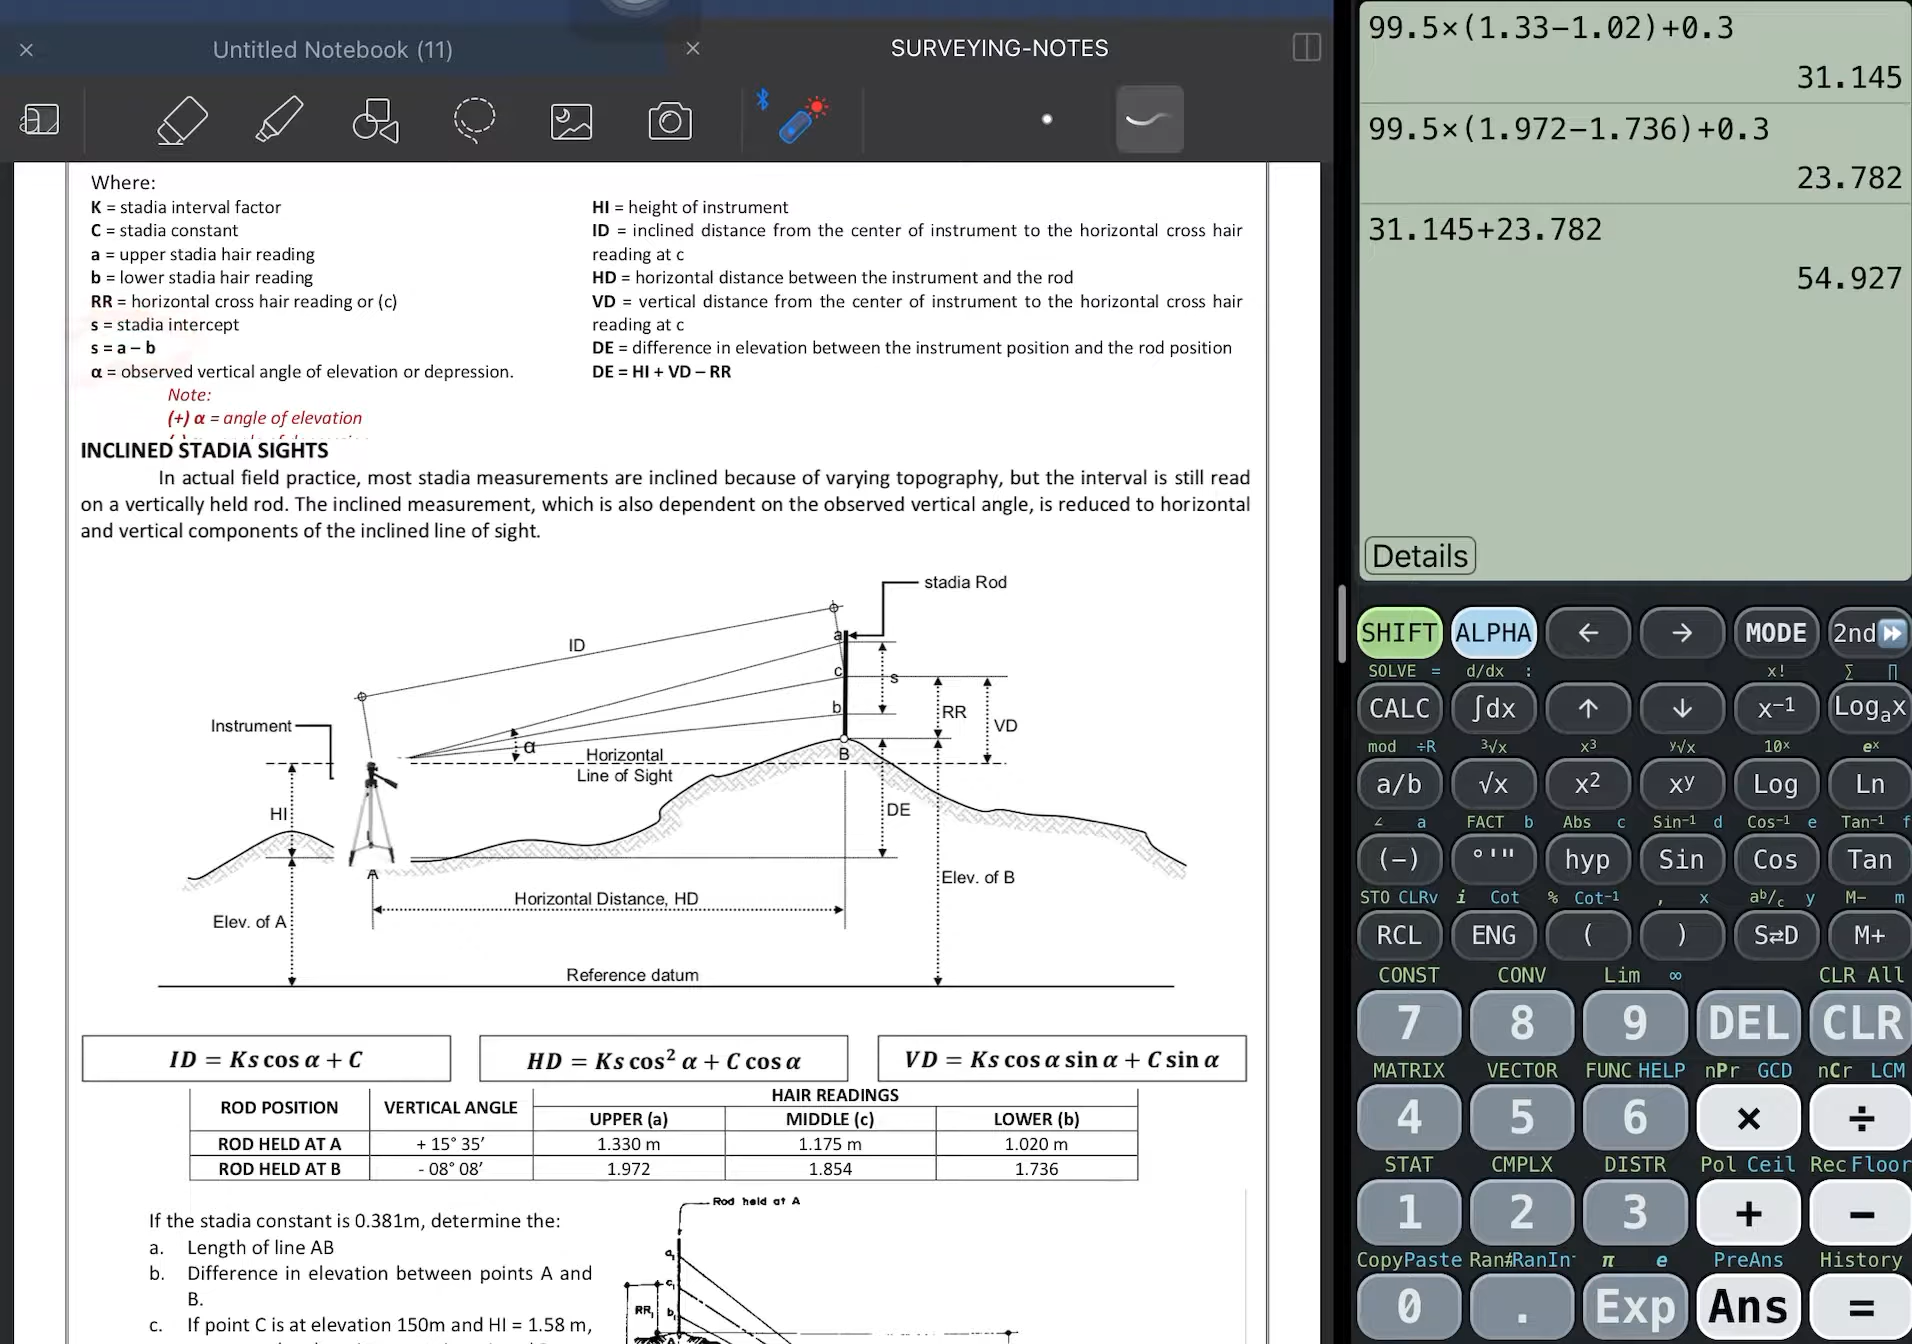 Untitled Notebook (11)
SURVEYING-NOTES
Where:
K = stadia interval factor
C = stadia constant
a = upper stadia hair reading
b = lower stadia hair reading
RR = horizontal cross hair reading or (c)
s = stadia intercept
s = a – b
α = observed vertical angle of elevation or depression.
Note:
(+) α = angle of elevation
HI = height of instrument
ID = inclined distance from the center of instrument to the horizontal cross hair
reading at c
HD = horizontal distance between the instrument and the rod
VD = vertical distance from the center of instrument to the horizontal cross hair
reading at c
DE = difference in elevation between the instrument position and the rod position
DE = HI + VD – RR
INCLINED STADIA SIGHTS
In actual field practice, most stadia measurements are inclined because of varying topography, but the interval is still read
on a vertically held rod. The inclined measurement, which is also dependent on the observed vertical angle, is reduced to horizontal
and vertical components of the inclined line of sight.
stadia Rod
ID
a
c
s
b
RR
VD
Instrument
α
Horizontal
Line of Sight
B
HI
DE
A
Elev. of B
Horizontal Distance, HD
Elev. of A
Reference datum
ID = Ks cos α + C
HD = Ks cos² α + C cos α
VD = Ks cos α sin α + C sin α
ROD POSITION VERTICAL ANGLE HAIR READINGS
UPPER (a) MIDDLE (c) LOWER (b)
ROD HELD AT A + 15° 35’ 1.330 m 1.175 m 1.020 m
ROD HELD AT B - 08° 08’ 1.972 1.854 1.736
If the stadia constant is 0.381m, determine the:
a. Length of line AB
b. Difference in elevation between points A and
B.
c. If point C is at elevation 150m and HI = 1.58 m,
Rod held at A
a₁
c₁
RR₁ b₁
99.5×(1.33−1.02)+0.3
31.145
99.5×(1.972−1.736)+0.3
23.782
31.145+23.782
54.927
Details
SHIFT ALPHA ← → MODE 2nd
SOLVE = d/dx : x! ∑ ∏
CALC ∫dx ↑ ↓ x⁻¹ Logₐx
mod ÷R ³√x x³ ʸ√x 10ˣ eˣ
a/b √x x² xʸ Log Ln
∠ a FACT b Abs c Sin⁻¹ d Cos⁻¹ e Tan⁻¹ f
(−) °'" hyp Sin Cos Tan
STO CLRv i Cot % Cot⁻¹ , x aᵇ/c y M− m
RCL ENG ( ) S⇄D M+
CONST CONV Lim ∞ CLR All
7 8 9 DEL CLR
MATRIX VECTOR FUNC HELP nPr GCD nCr LCM
4 5 6 × ÷
STAT CMPLX DISTR Pol Ceil Rec Floor
1 2 3 + −
Copy Paste Ran# RanIn π e PreAns History
0 . Exp Ans =